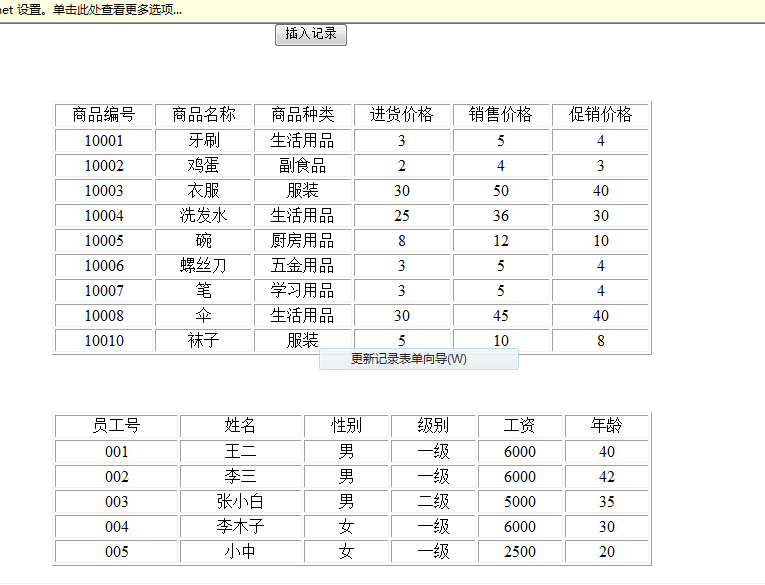 net 设置。单击此处查看更多选项...
插入记录
商品编号 商品名称 商品种类 进货价格 销售价格 促销价格
10001 牙刷 生活用品 3 5 4
10002 鸡蛋 副食品 2 4 3
10003 衣服 服装 30 50 40
10004 洗发水 生活用品 25 36 30
10005 碗 厨房用品 8 12 10
10006 螺丝刀 五金用品 3 5 4
10007 笔 学习用品 3 5 4
10008 伞 生活用品 30 45 40
10010 袜子 服装 5 10 8
更新记录表单向导(W)
员工号 姓名 性别 级别 工资 年龄
001 王二 男 一级 6000 40
002 李三 男 一级 6000 42
003 张小白 男 二级 5000 35
004 李木子 女 一级 6000 30
005 小中 女 一级 2500 20